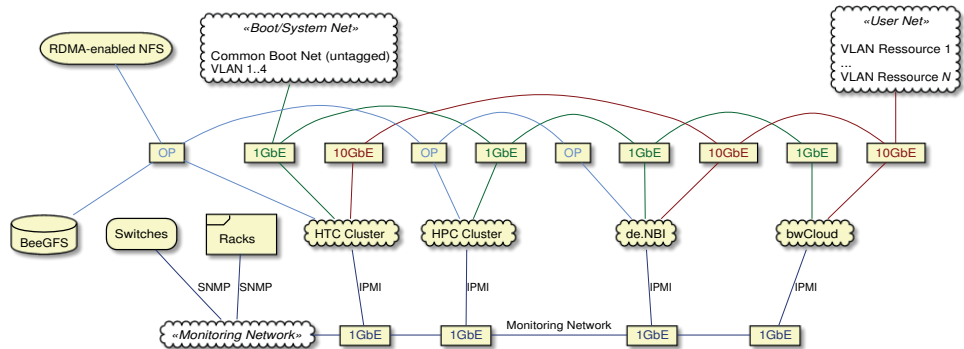 «Boot/System Net»
Common Boot Net (untagged)
VLAN 1..4
«User Net»
VLAN Ressource 1
...
VLAN Ressource N
RDMA-enabled NFS
OP
1GbE
10GbE
OP
1GbE
OP
1GbE
10GbE
1GbE
10GbE
BeeGFS
Switches
Racks
HTC Cluster
HPC Cluster
de.NBI
bwCloud
SNMP
SNMP
IPMI
IPMI
IPMI
IPMI
«Monitoring Network»
1GbE
1GbE
Monitoring Network
1GbE
1GbE